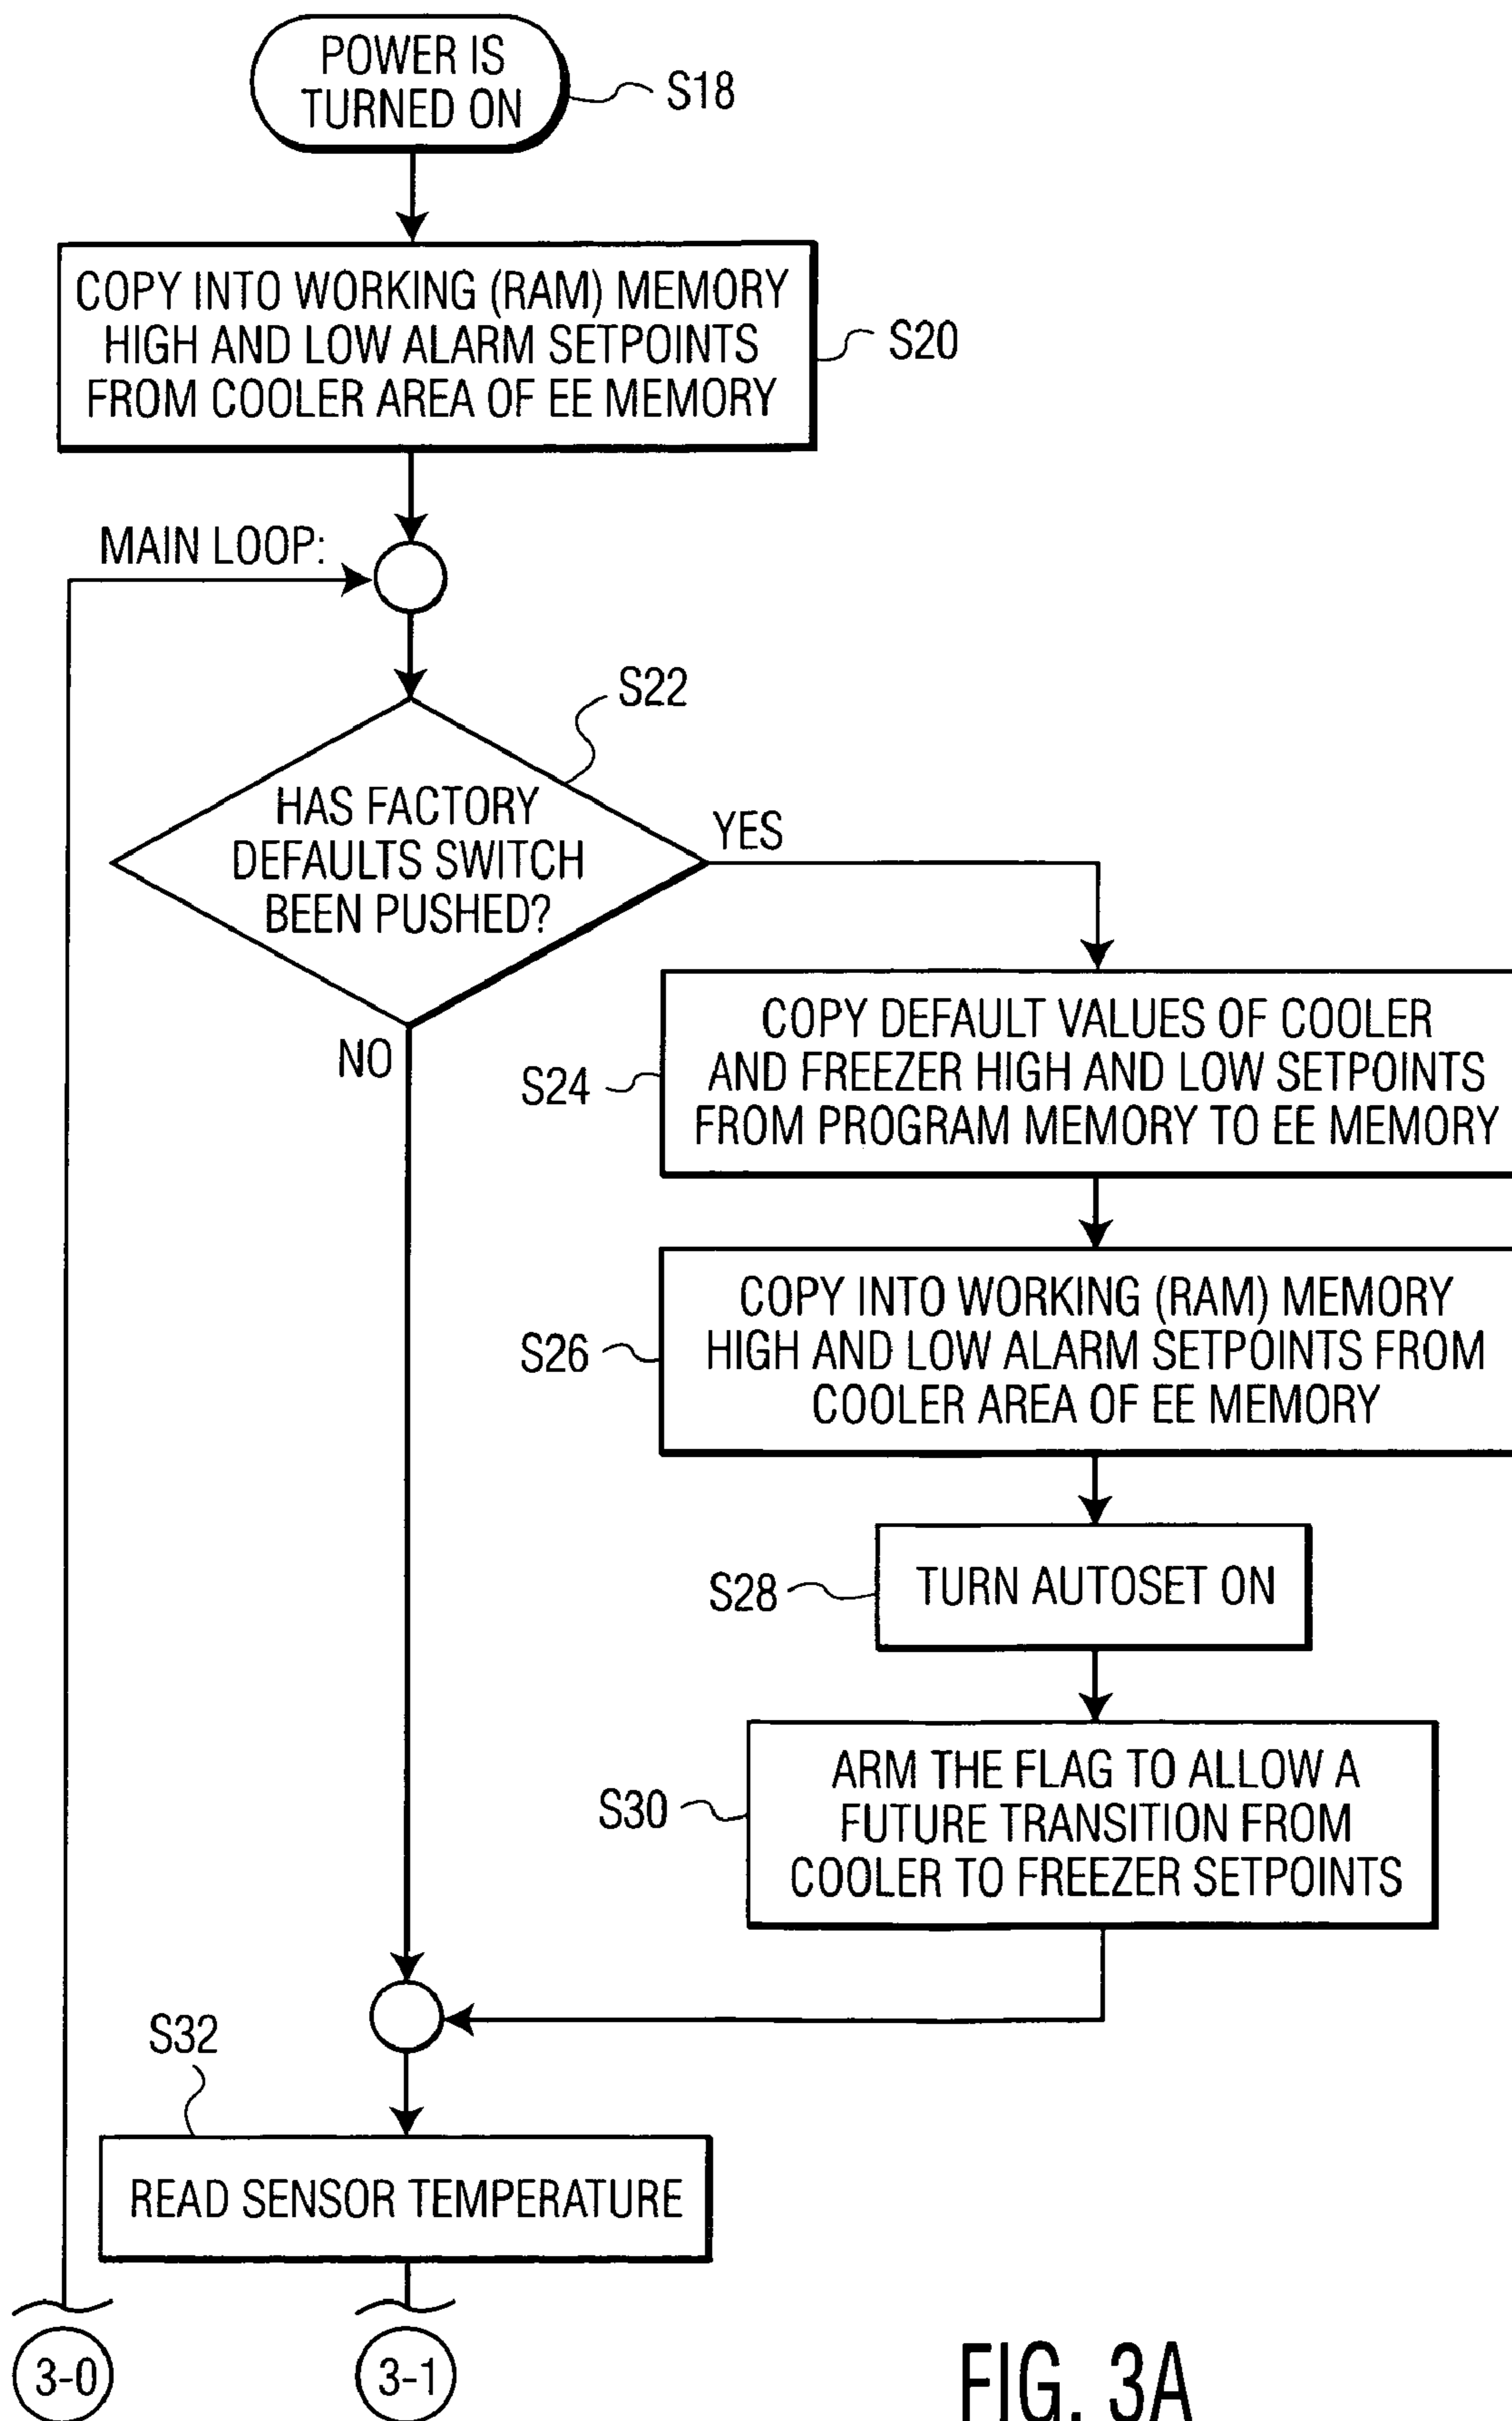 POWER IS
TURNED ON
S18
COPY INTO WORKING (RAM) MEMORY
HIGH AND LOW ALARM SETPOINTS
FROM COOLER AREA OF EE MEMORY
S20
MAIN LOOP:
S22
HAS FACTORY
DEFAULTS SWITCH
BEEN PUSHED?
YES
NO
S24
COPY DEFAULT VALUES OF COOLER
AND FREEZER HIGH AND LOW SETPOINTS
FROM PROGRAM MEMORY TO EE MEMORY
S26
COPY INTO WORKING (RAM) MEMORY
HIGH AND LOW ALARM SETPOINTS FROM
COOLER AREA OF EE MEMORY
S28
TURN AUTOSET ON
S30
ARM THE FLAG TO ALLOW A
FUTURE TRANSITION FROM
COOLER TO FREEZER SETPOINTS
S32
READ SENSOR TEMPERATURE
3-0
3-1
FIG. 3A